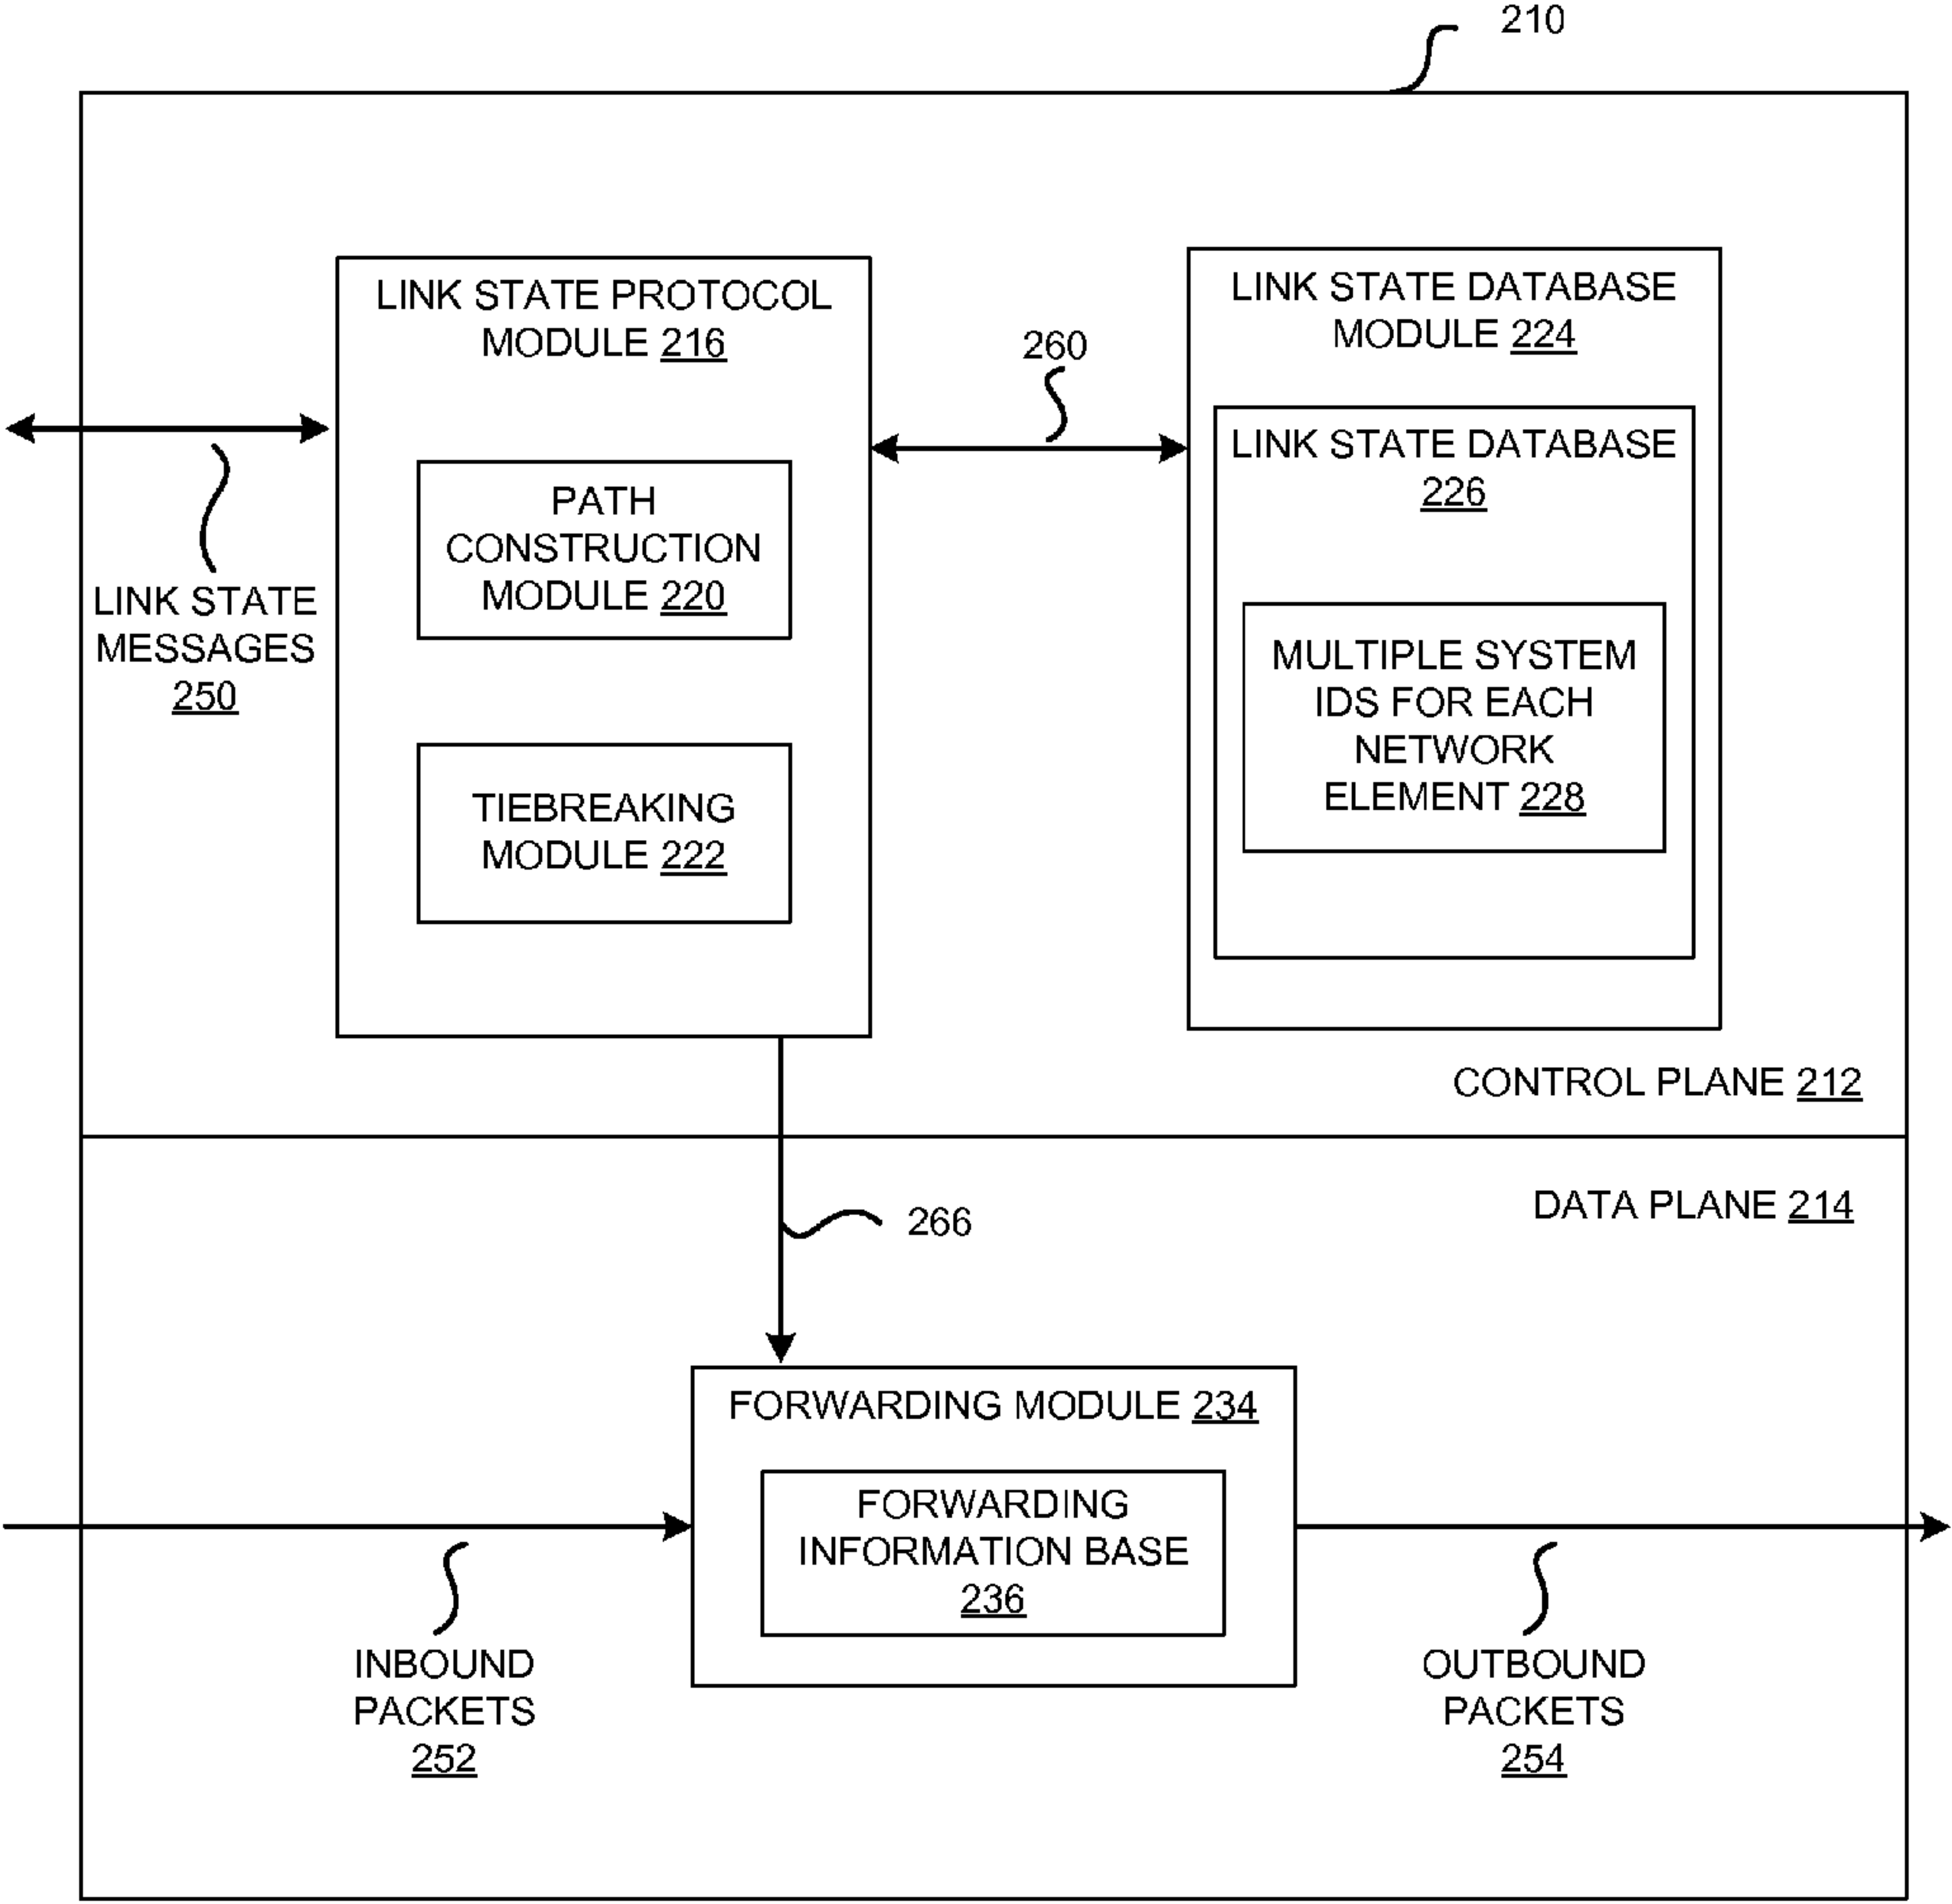 210
LINK STATE PROTOCOL
MODULE 216
PATH
CONSTRUCTION
MODULE 220
TIEBREAKING
MODULE 222
260
LINK STATE DATABASE
MODULE 224
LINK STATE DATABASE
226
MULTIPLE SYSTEM
IDS FOR EACH
NETWORK
ELEMENT 228
LINK STATE
MESSAGES
250
CONTROL PLANE 212
DATA PLANE 214
266
FORWARDING MODULE 234
FORWARDING
INFORMATION BASE
236
INBOUND
PACKETS
252
OUTBOUND
PACKETS
254